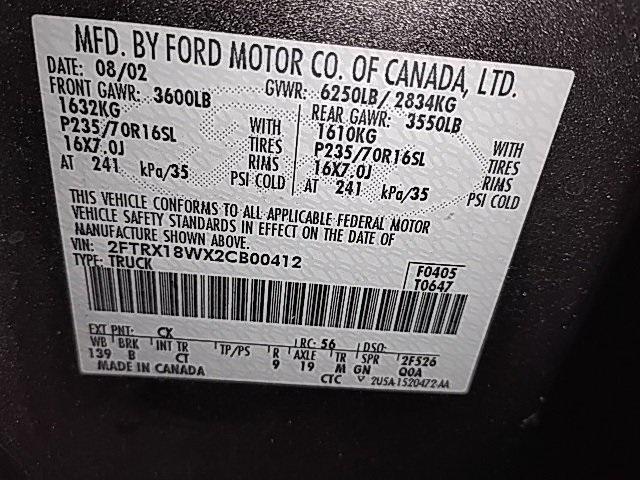 MFD. BY FORD MOTOR CO. OF CANADA, LTD.
DATE: 08/02 GVWR: 6250LB/ 2834KG
FRONT GAWR: 3600LB REAR GAWR: 3550LB
1632KG WITH 1610KG WITH
P235/70R16SL TIRES P235/70R16SL TIRES
16X7.0J RIMS 16X7.0J RIMS
AT 241 kPa/35 PSI COLD AT 241 kPa/35 PSI COLD
THIS VEHICLE CONFORMS TO ALL APPLICABLE FEDERAL MOTOR
VEHICLE SAFETY STANDARDS IN EFFECT ON THE DATE OF
MANUFACTURE SHOWN ABOVE.
VIN: 2FTRX18WX2CB00412
TYPE: TRUCK
F0405
T0647
EXT PNT: CX RC: 56 DSO:
WB BRK INT TR TP/PS R AXLE TR SPR 2F526
139 B CT 9 19 M GN Q0A
MADE IN CANADA CTC 2U5A-1520472-AA